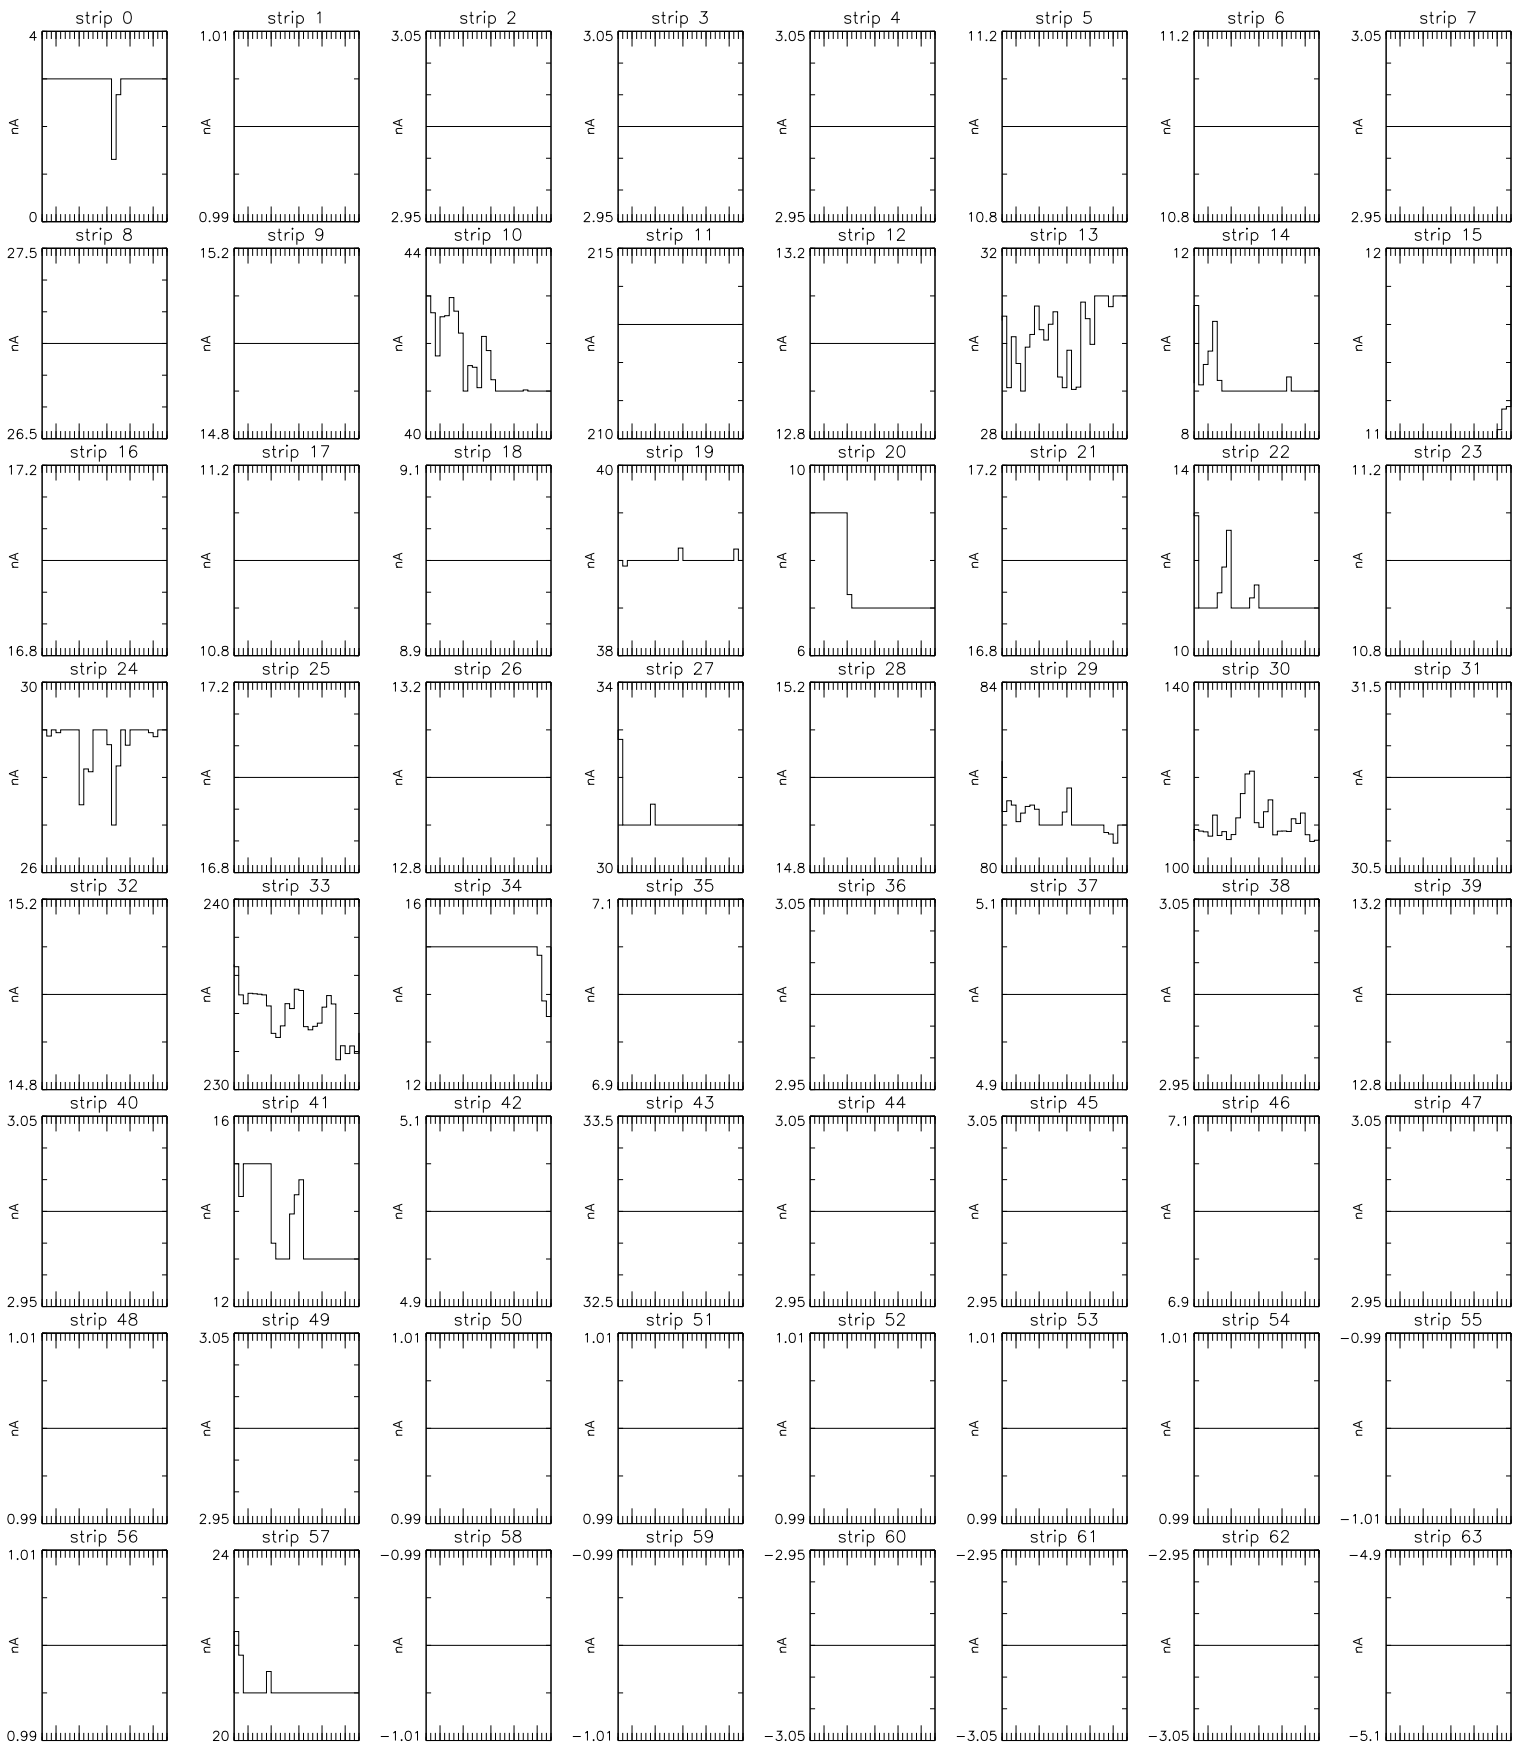 strip 0 strip 1 strip 2 strip 3 strip 4 strip 5 strip 6 strip 7
4 1.01 3.05 3.05 3.05 11.2 11.2 3.05
nA nA nA nA nA nA nA nA
0 0.99 2.95 2.95 2.95 10.8 10.8 2.95
strip 8 strip 9 strip 10 strip 11 strip 12 strip 13 strip 14 strip 15
27.5 15.2 44 215 13.2 32 12 12
nA nA nA nA nA nA nA nA
26.5 14.8 40 210 12.8 28 8 11
strip 16 strip 17 strip 18 strip 19 strip 20 strip 21 strip 22 strip 23
17.2 11.2 9.1 40 10 17.2 14 11.2
nA nA nA nA nA nA nA nA
16.8 10.8 8.9 38 6 16.8 10 10.8
strip 24 strip 25 strip 26 strip 27 strip 28 strip 29 strip 30 strip 31
30 17.2 13.2 34 15.2 84 140 31.5
nA nA nA nA nA nA nA nA
26 16.8 12.8 30 14.8 80 100 30.5
strip 32 strip 33 strip 34 strip 35 strip 36 strip 37 strip 38 strip 39
15.2 240 16 7.1 3.05 5.1 3.05 13.2
nA nA nA nA nA nA nA nA
14.8 230 12 6.9 2.95 4.9 2.95 12.8
strip 40 strip 41 strip 42 strip 43 strip 44 strip 45 strip 46 strip 47
3.05 16 5.1 33.5 3.05 3.05 7.1 3.05
nA nA nA nA nA nA nA nA
2.95 12 4.9 32.5 2.95 2.95 6.9 2.95
strip 48 strip 49 strip 50 strip 51 strip 52 strip 53 strip 54 strip 55
1.01 3.05 1.01 1.01 1.01 1.01 1.01 −0.99
nA nA nA nA nA nA nA nA
0.99 2.95 0.99 0.99 0.99 0.99 0.99 −1.01
strip 56 strip 57 strip 58 strip 59 strip 60 strip 61 strip 62 strip 63
1.01 24 −0.99 −0.99 −2.95 −2.95 −2.95 −4.9
nA nA nA nA nA nA nA nA
0.99 20 −1.01 −1.01 −3.05 −3.05 −3.05 −5.1